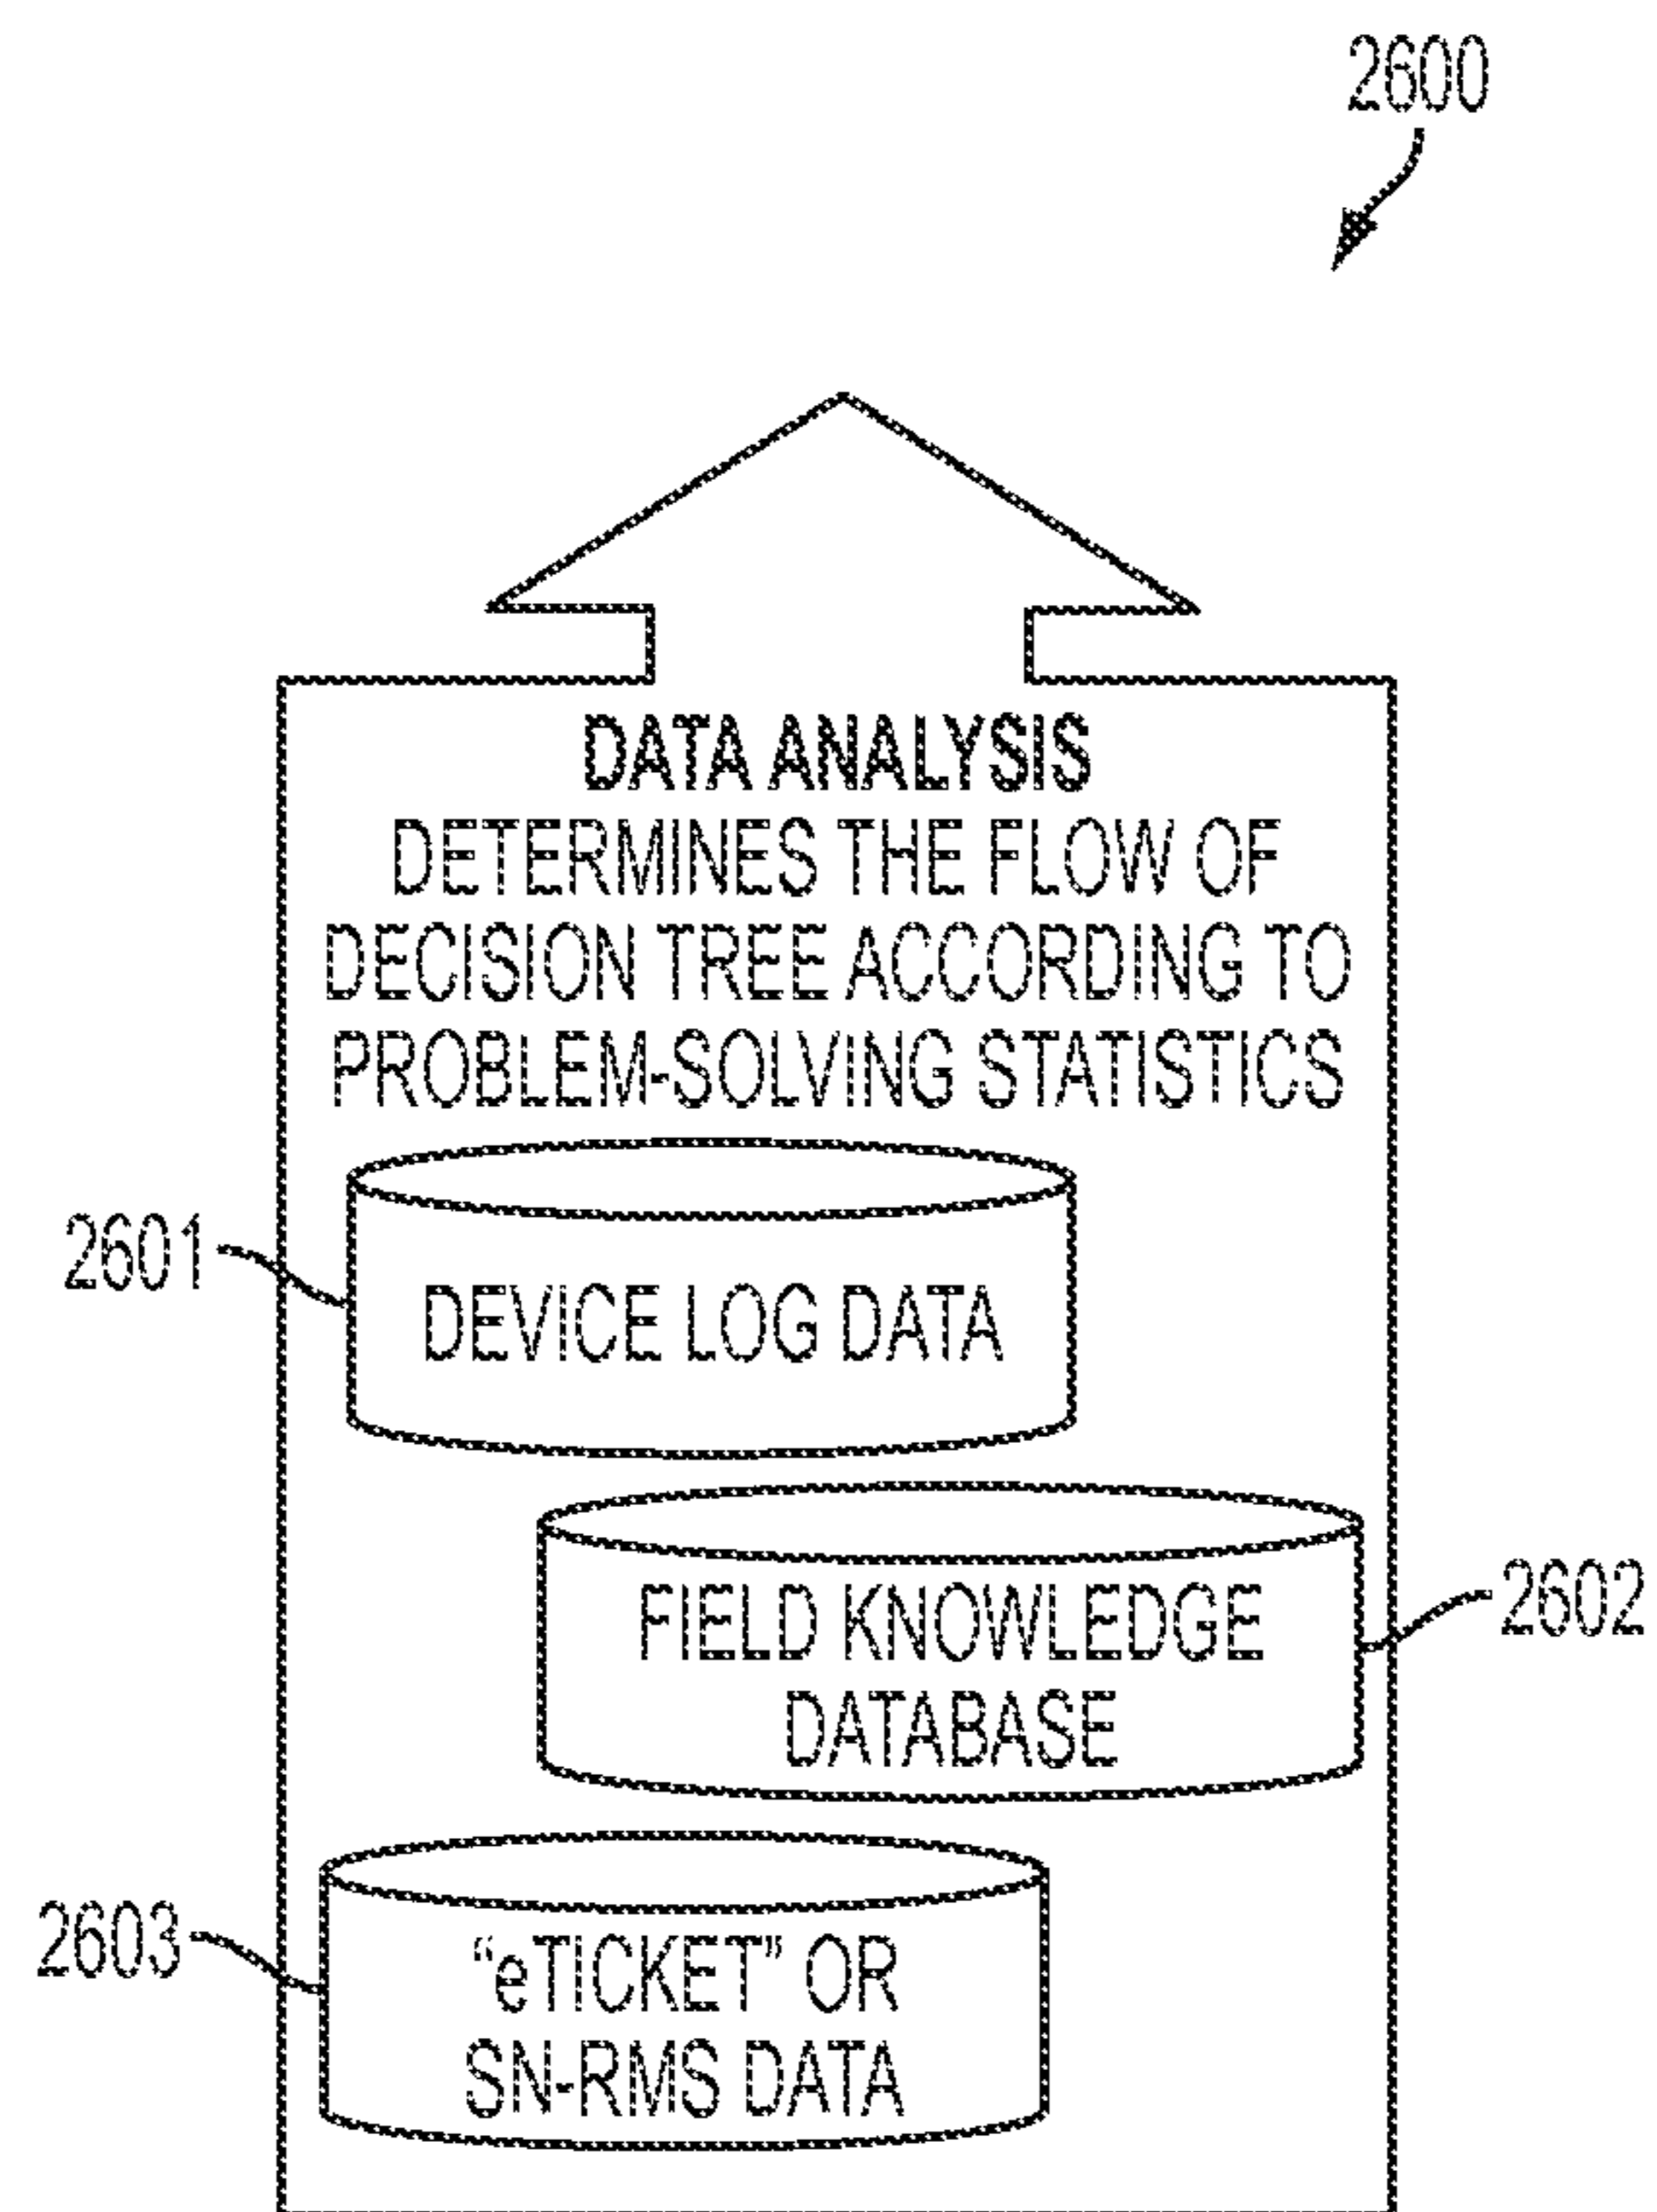 2600
DATA ANALYSIS
DETERMINES THE FLOW OF
DECISION TREE ACCORDING TO
PROBLEM-SOLVING STATISTICS
2601
DEVICE LOG DATA
FIELD KNOWLEDGE
DATABASE
2602
2603
“eTICKET” OR
SN-RMS DATA